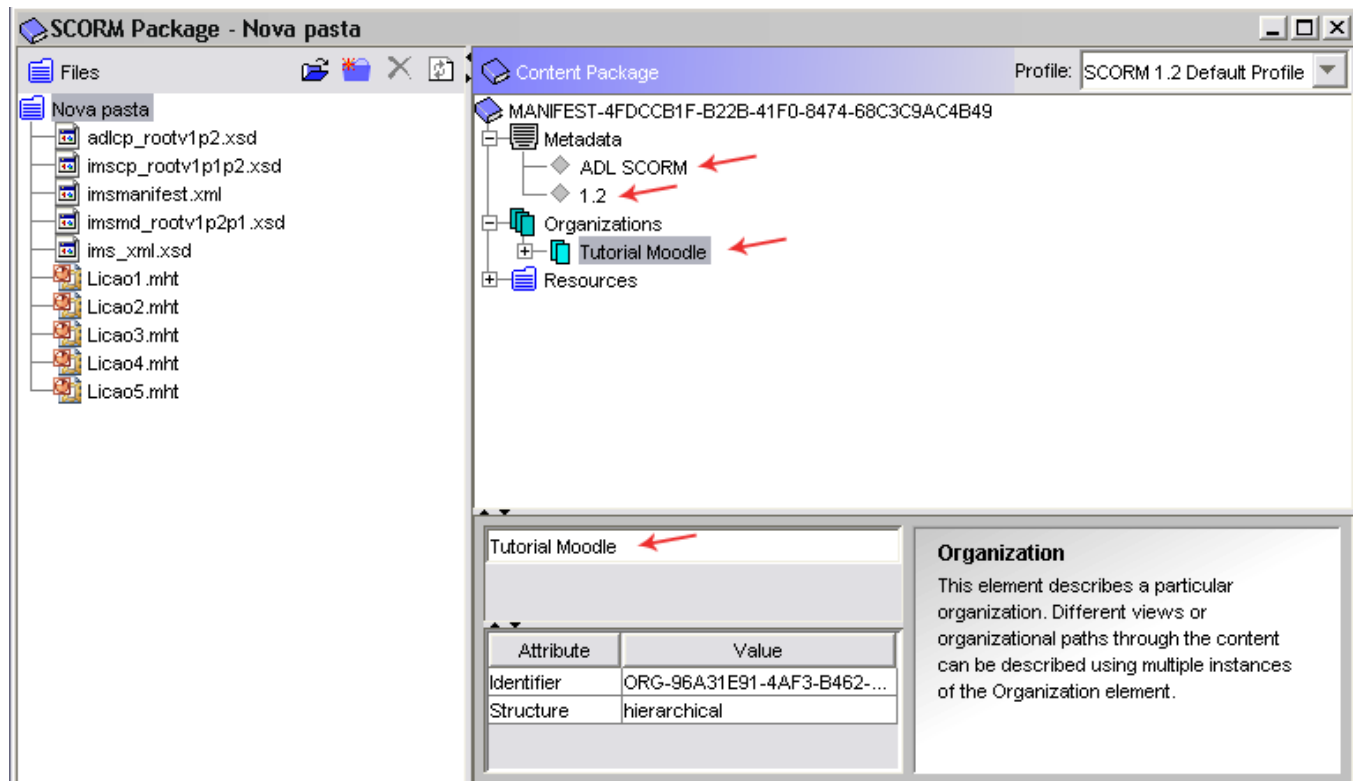 SCORM Package - Nova pasta
Files
Nova pasta
adlcp_rootv1p2.xsd
imscp_rootv1p1p2.xsd
imsmanifest.xml
imsmd_rootv1p2p1.xsd
ims_xml.xsd
Licao1.mht
Licao2.mht
Licao3.mht
Licao4.mht
Licao5.mht
Content Package
Profile: SCORM 1.2 Default Profile
MANIFEST-4FDCCB1F-B22B-41F0-8474-68C3C9AC4B49
Metadata
ADL SCORM
1.2
Organizations
Tutorial Moodle
Resources
Tutorial Moodle
Attribute Value
Identifier ORG-96A31E91-4AF3-B462-...
Structure hierarchical
Organization
This element describes a particular
organization. Different views or
organizational paths through the content
can be described using multiple instances
of the Organization element.